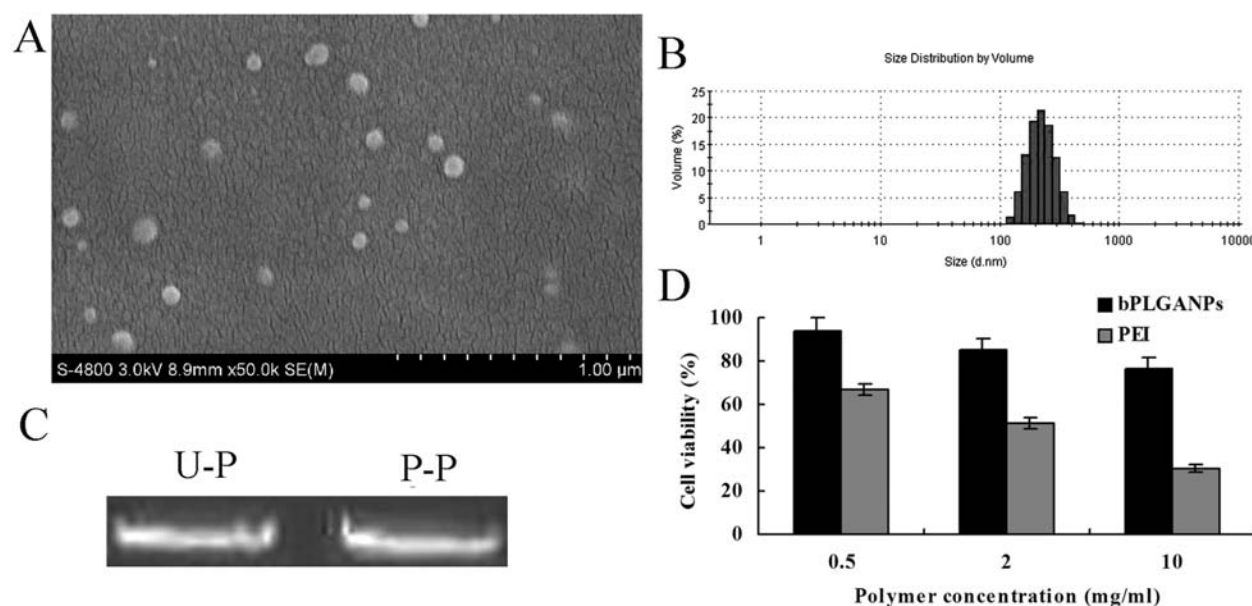 A
S-4800 3.0kV 8.9mm x50.0k SE(M)
1.00 µm
B
Size Distribution by Volume
Volume (%)
25
20
15
10
5
0
1
10
100
1000
10000
Size (d.nm)
C
U-P
P-P
D
bPLGANPs
PEI
Cell viability (%)
100
80
60
40
20
0
0.5
2
10
Polymer concentration (mg/ml)